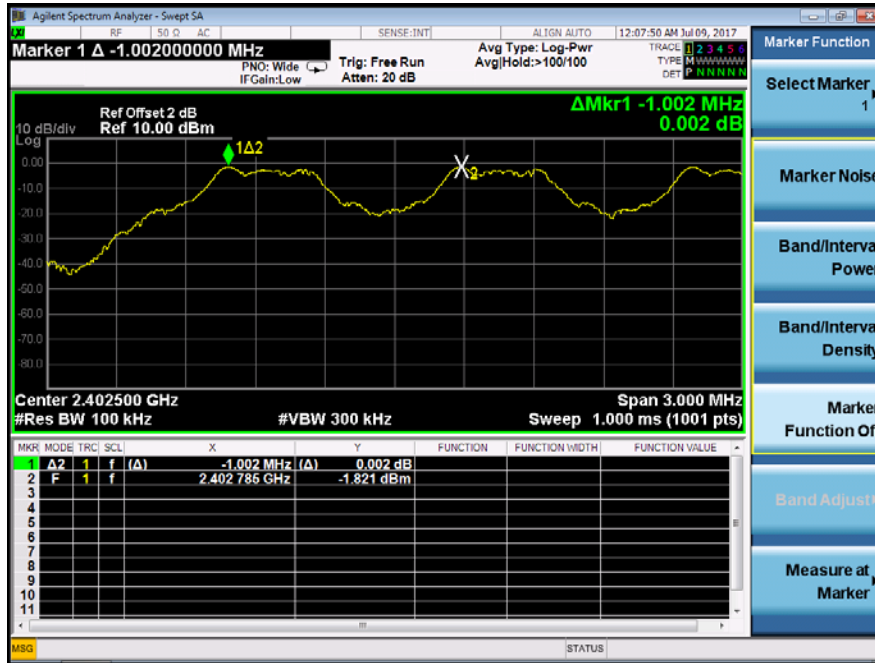 Agilent Spectrum Analyzer - Swept SA
RF 50 Ω AC SENSE:INT ALIGN AUTO 12:07:50 AM Jul 09, 2017
Marker 1 Δ -1.002000000 MHz
PNO: Wide
IFGain:Low
Trig: Free Run
Atten: 20 dB
Avg Type: Log-Pwr
Avg|Hold:>100/100
TRACE 1 2 3 4 5 6
TYPE M WWWWW
DET P N N N N N
Ref Offset 2 dB
10 dB/div Ref 10.00 dBm
Log
ΔMkr1 -1.002 MHz
0.002 dB
1Δ2
2
0.00
-10.0
-20.0
-30.0
-40.0
-50.0
-60.0
-70.0
-80.0
Center 2.402500 GHz Span 3.000 MHz
#Res BW 100 kHz #VBW 300 kHz Sweep 1.000 ms (1001 pts)
MKR MODE TRC SCL X Y FUNCTION FUNCTION WIDTH FUNCTION VALUE
1 Δ2 1 f (Δ) -1.002 MHz (Δ) 0.002 dB
2 F 1 f 2.402 785 GHz -1.821 dBm
3
4
5
6
7
8
9
10
11
MSG STATUS
Marker Function
Select Marker
1
Marker Noise
Band/Interva
Power
Band/Interva
Density
Marker
Function Of
Band Adjust
Measure at
Marker